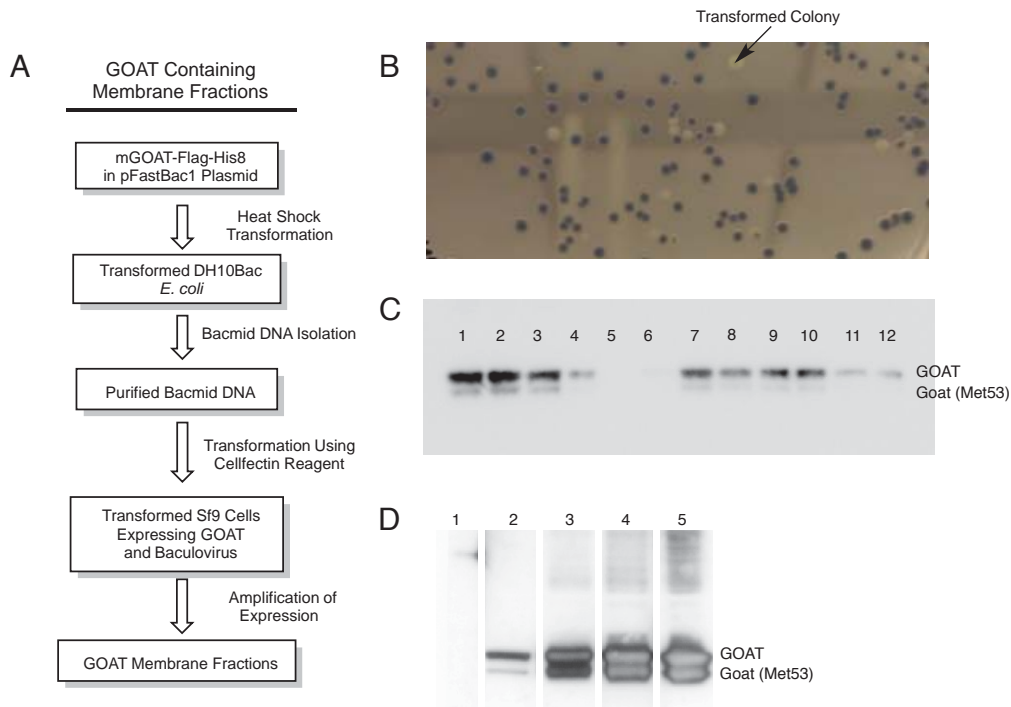 A
GOAT Containing
Membrane Fractions
mGOAT-Flag-His8
in pFastBac1 Plasmid
Heat Shock
Transformation
Transformed DH10Bac
E. coli
Bacmid DNA Isolation
Purified Bacmid DNA
Transformation Using
Cellfectin Reagent
Transformed Sf9 Cells
Expressing GOAT
and Baculovirus
Amplification of
Expression
GOAT Membrane Fractions
B
Transformed Colony
C
1 2 3 4 5 6 7 8 9 10 11 12
GOAT
Goat (Met53)
D
1 2 3 4 5
GOAT
Goat (Met53)